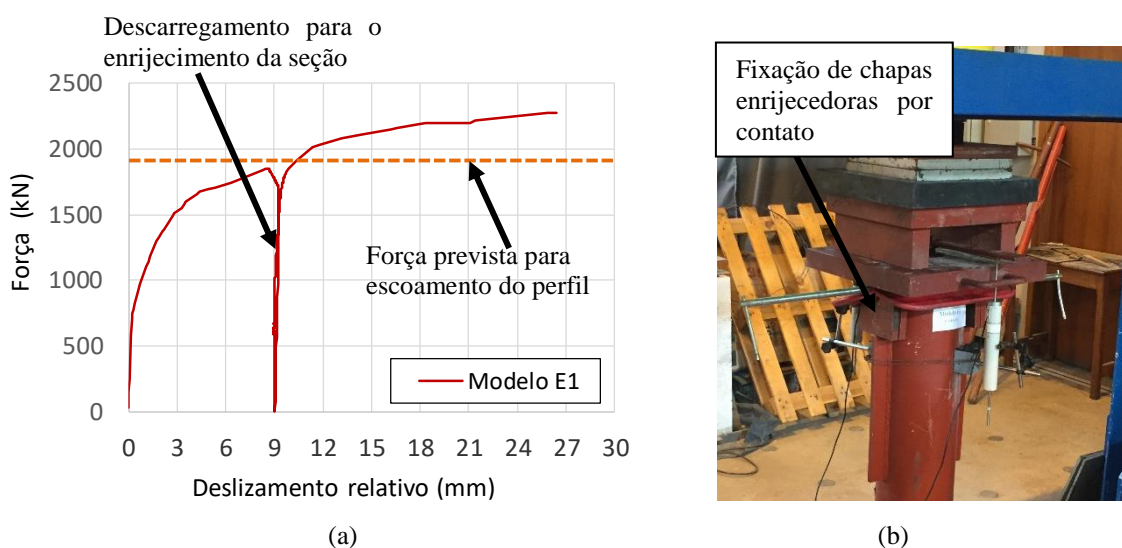 Descarregamento para o
enrijecimento da seção
Força (kN)
2500
2000
1500
1000
500
0
Força prevista para
escoamento do perfil
Modelo E1
0 3 6 9 12 15 18 21 24 27 30
Deslizamento relativo (mm)
(a)
Fixação de chapas
enrijecedoras por
contato
(b)